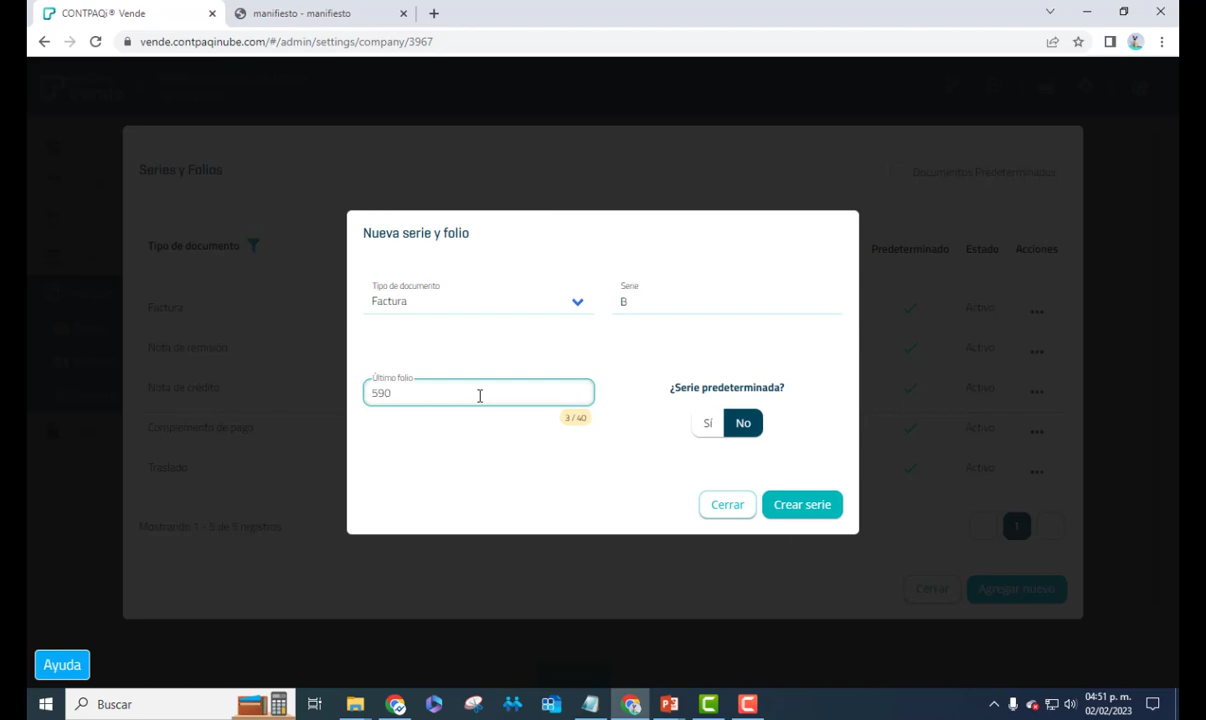 CONTPAQi® Vende
manifiesto - manifiesto
vende.contpaqinube.com/#/admin/settings/company/3967
Series y Folios
Documentos Predeterminados
Tipo de documento
Predeterminado Estado Acciones
Factura Activo
Nota de remisión Activo
Nota de crédito Activo
Complemento de pago Activo
Traslado Activo
Mostrando 1 - 5 de 5 registros
1
Cerrar Agregar nuevo
Nueva serie y folio
Tipo de documento
Factura
Serie
B
Último folio
590
3 / 40
¿Serie predeterminada?
Sí No
Cerrar Crear serie
Ayuda
Buscar
04:51 p. m.
02/02/2023